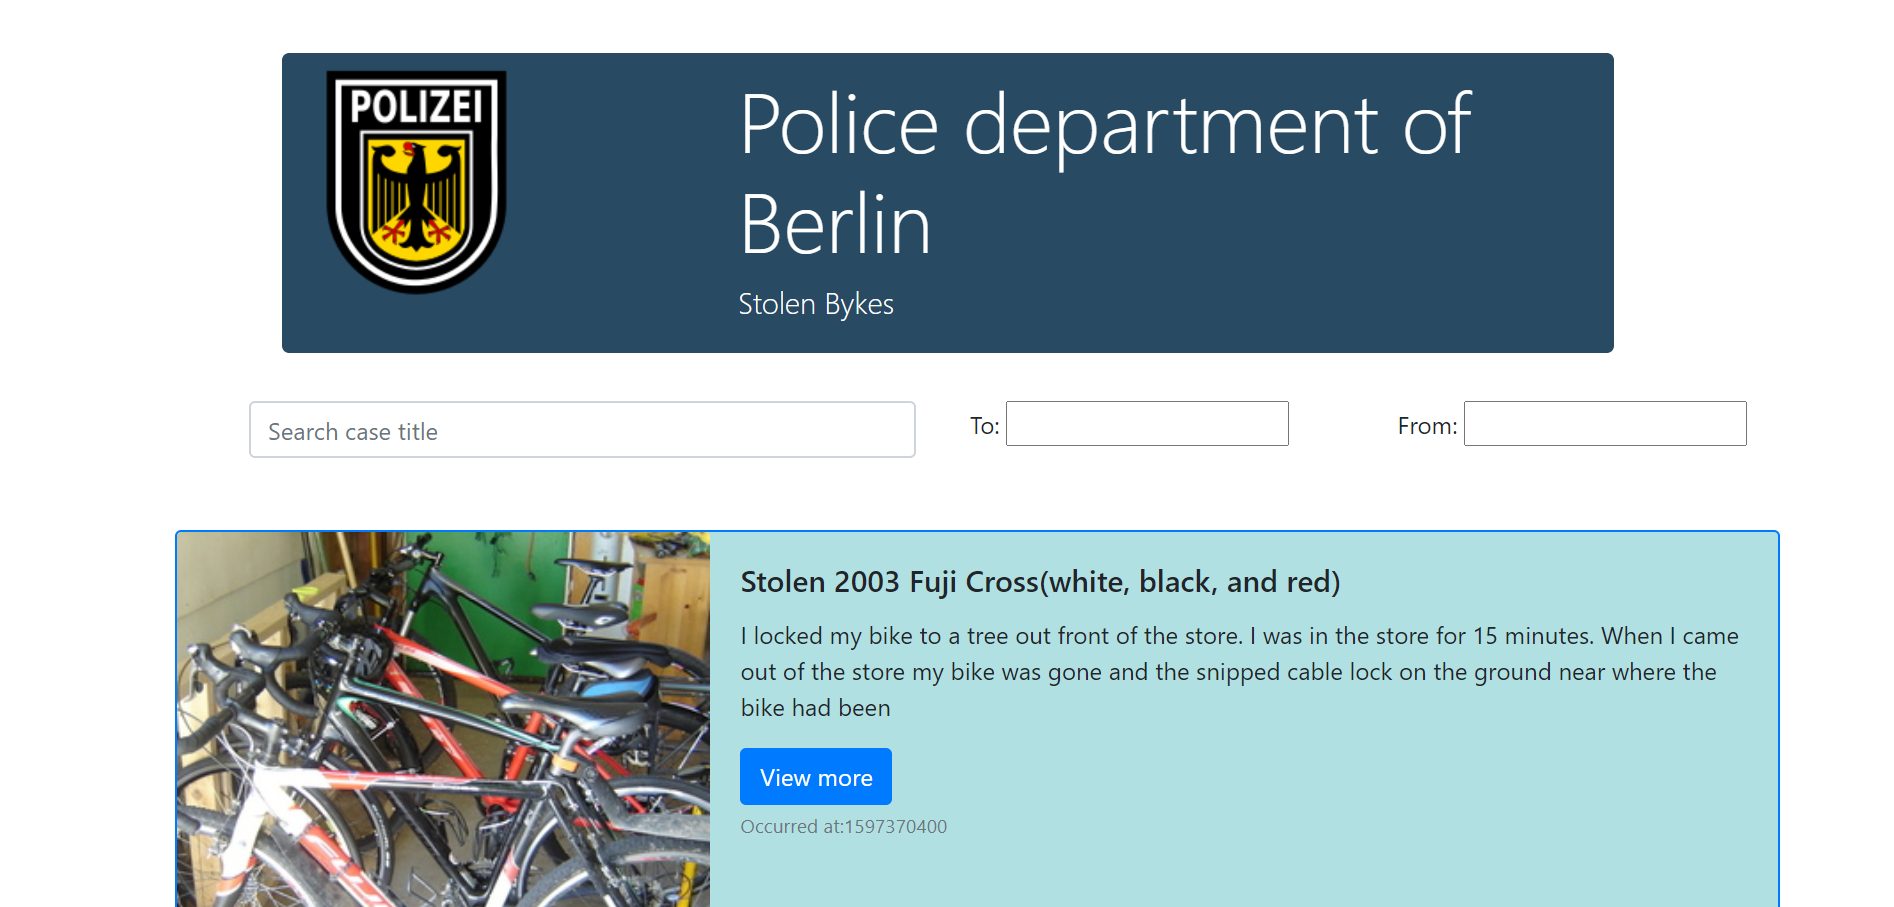 POLIZEI
Police department of
Berlin
Stolen Bykes
Search case title
To:
From:
Stolen 2003 Fuji Cross(white, black, and red)
I locked my bike to a tree out front of the store. I was in the store for 15 minutes. When I came
out of the store my bike was gone and the snipped cable lock on the ground near where the
bike had been
View more
Occurred at:1597370400